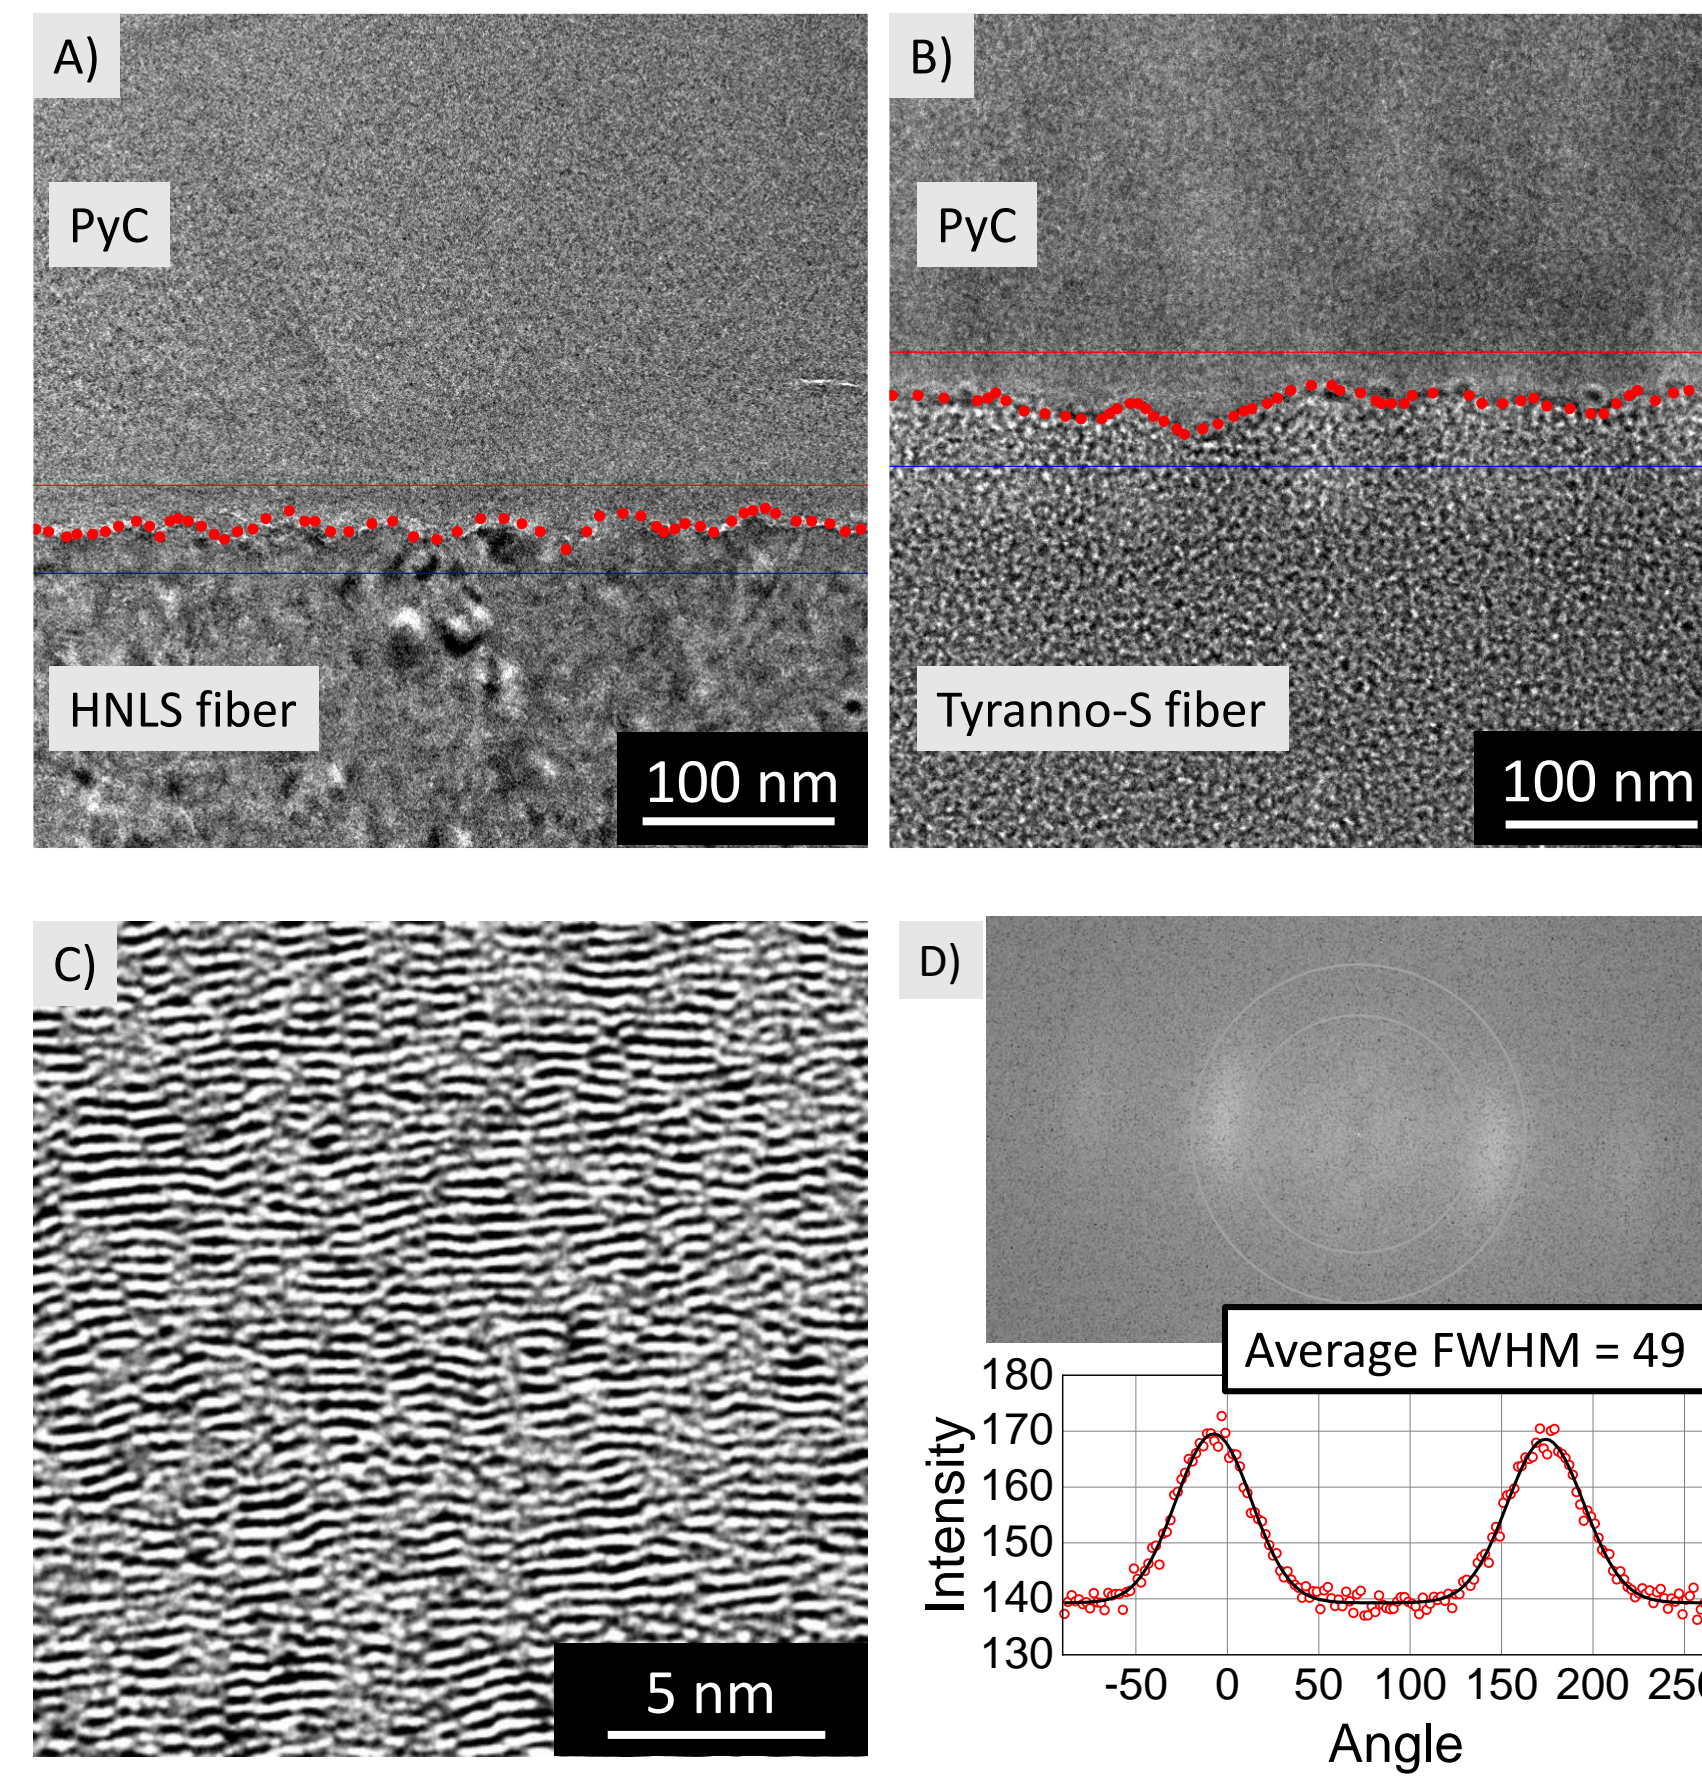 A)
PyC
HNLS fiber
100 nm
B)
PyC
Tyranno-S fiber
100 nm
C)
5 nm
D)
Average FWHM = 49
180
170
160
150
140
130
Intensity
-50 0 50 100 150 200
Angle